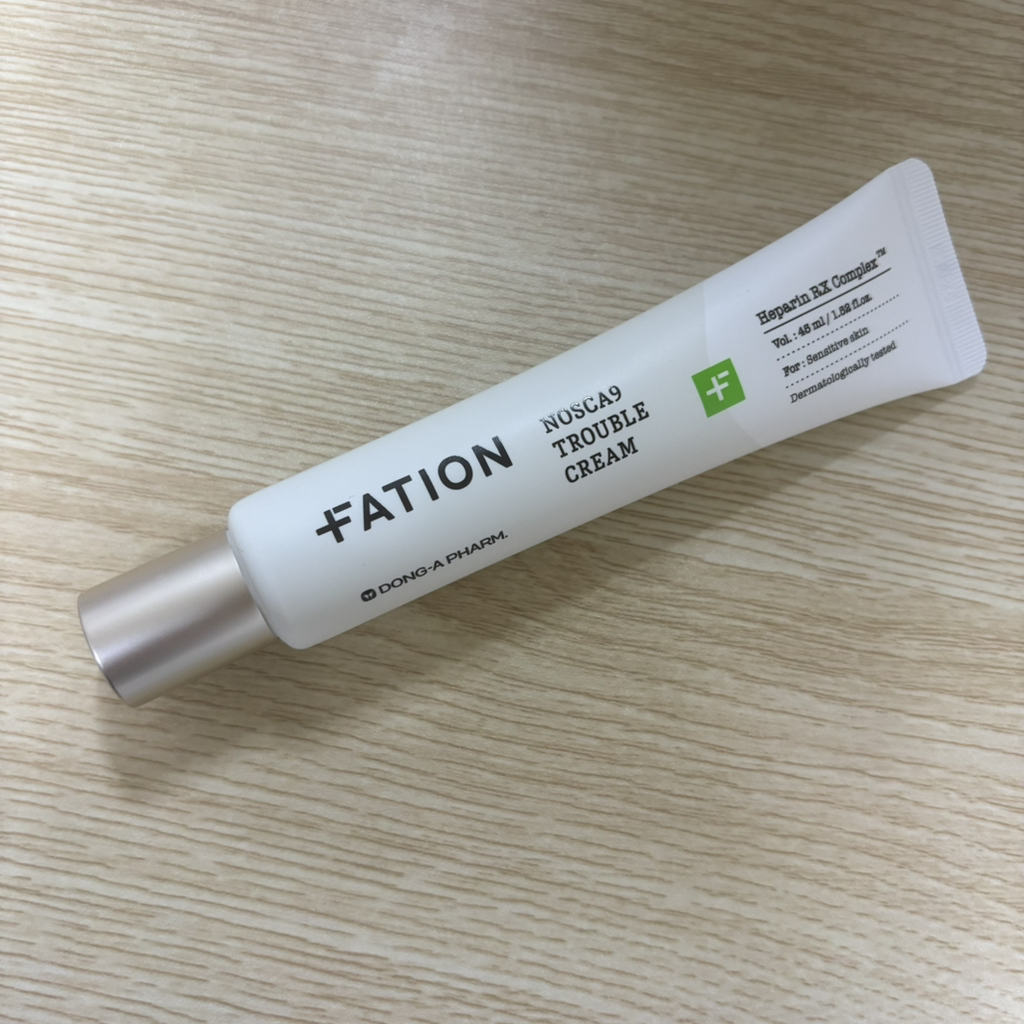 FATION
NOSCA9
TROUBLE
CREAM
DONG-A PHARM.
Heparin RX Complex™
Vol. : 45 ml / 1.52 fl.oz.
For : Sensitive skin
Dermatologically tested